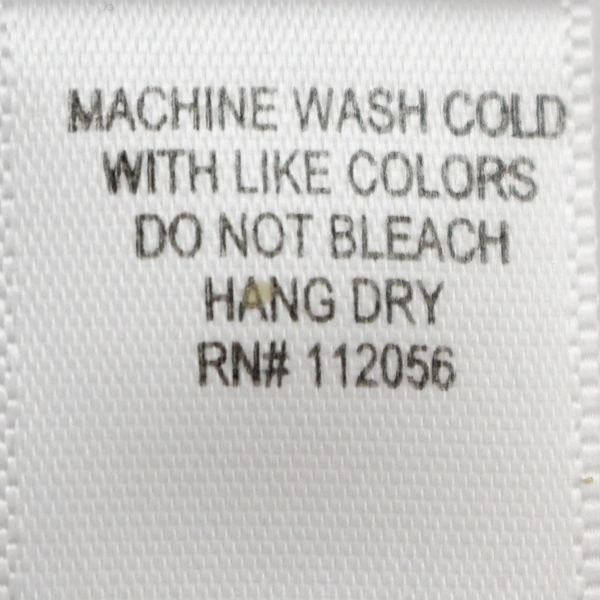 MACHINE WASH COLD
WITH LIKE COLORS
DO NOT BLEACH
HANG DRY
RN# 112056